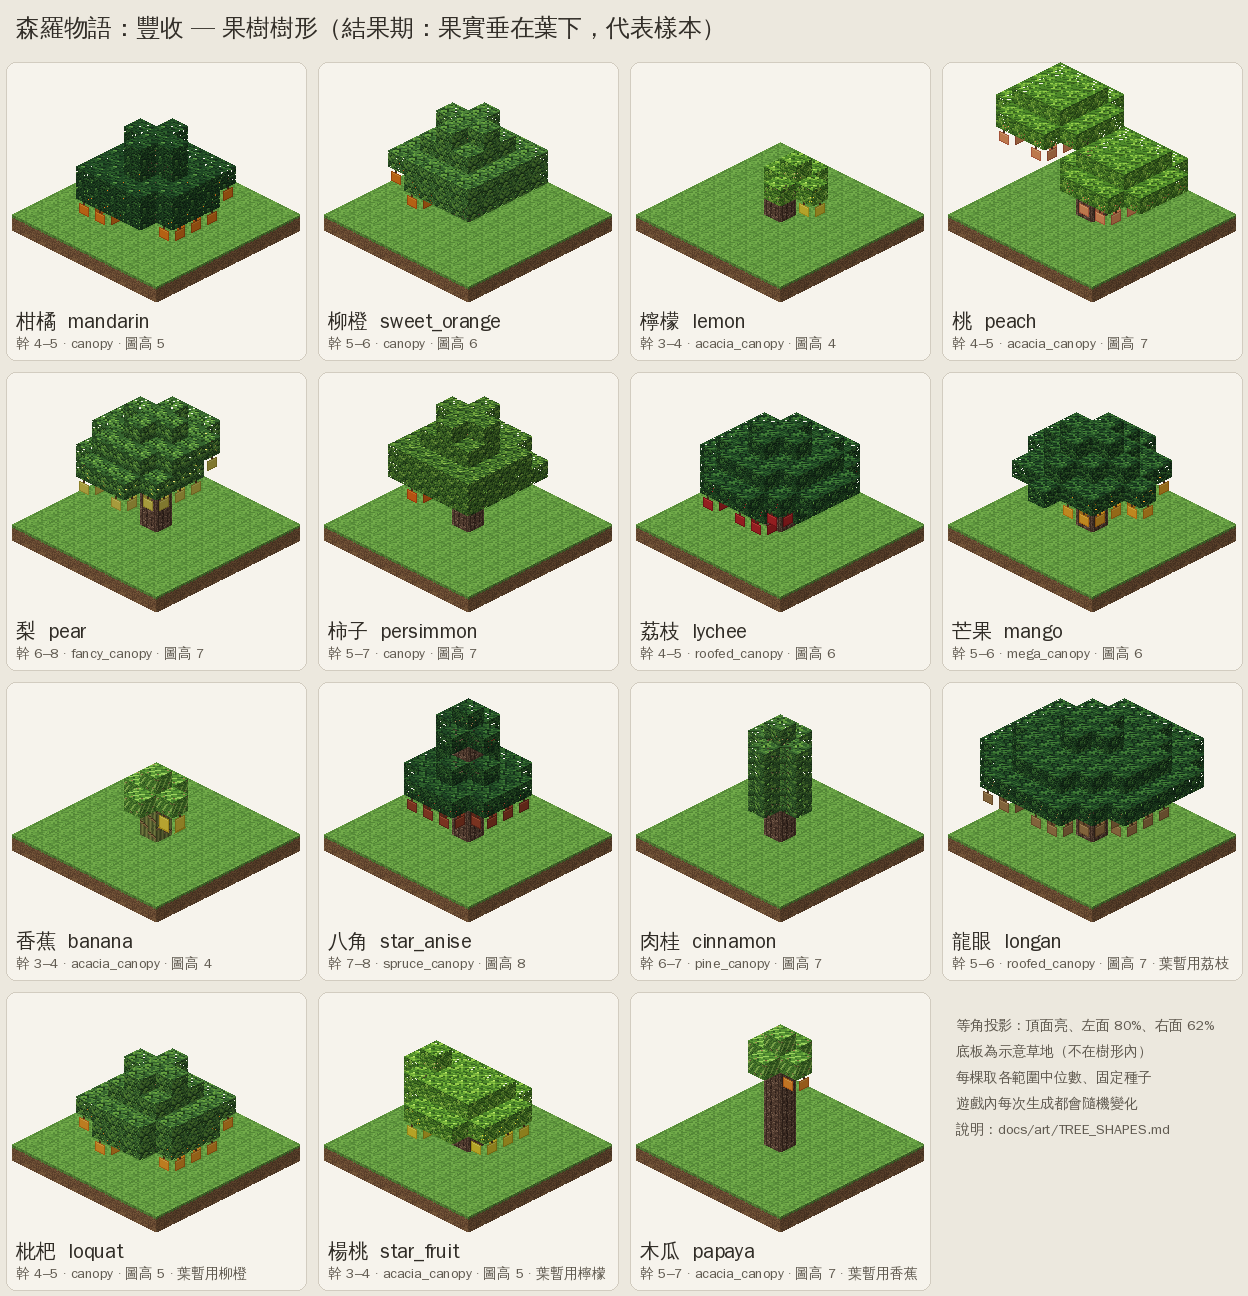 森羅物語：豐收 — 果樹樹形（結果期：果實垂在葉下，代表樣本）
柑橘 mandarin
幹 4–5 · canopy · 圖高 5
柳橙 sweet_orange
幹 5–6 · canopy · 圖高 6
檸檬 lemon
幹 3–4 · acacia_canopy · 圖高 4
桃 peach
幹 4–5 · acacia_canopy · 圖高 7
梨 pear
幹 6–8 · fancy_canopy · 圖高 7
柿子 persimmon
幹 5–7 · canopy · 圖高 7
荔枝 lychee
幹 4–5 · roofed_canopy · 圖高 6
芒果 mango
幹 5–6 · mega_canopy · 圖高 6
香蕉 banana
幹 3–4 · acacia_canopy · 圖高 4
八角 star_anise
幹 7–8 · spruce_canopy · 圖高 8
肉桂 cinnamon
幹 6–7 · pine_canopy · 圖高 7
龍眼 longan
幹 5–6 · roofed_canopy · 圖高 7 · 葉暫用荔枝
枇杷 loquat
幹 4–5 · canopy · 圖高 5 · 葉暫用柳橙
楊桃 star_fruit
幹 3–4 · acacia_canopy · 圖高 5 · 葉暫用檸檬
木瓜 papaya
幹 5–7 · acacia_canopy · 圖高 7 · 葉暫用香蕉
等角投影：頂面亮、左面 80%、右面 62%
底板為示意草地（不在樹形內）
每棵取各範圍中位數、固定種子
遊戲內每次生成都會隨機變化
說明：docs/art/TREE_SHAPES.md